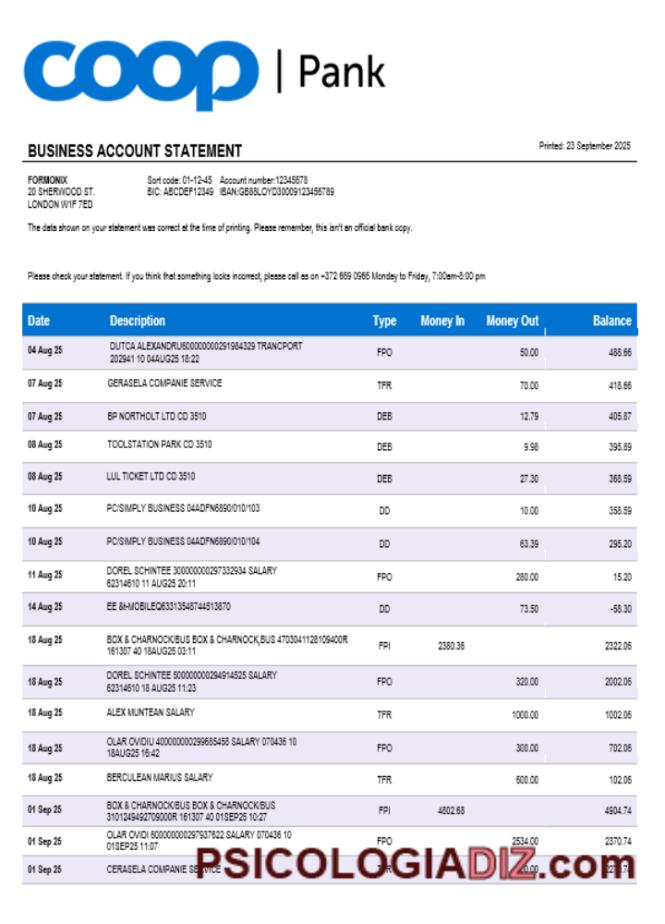 coop | Pank
BUSINESS ACCOUNT STATEMENT Printed: 23 September 2025
FORMONIX Sort code: 01-12-45 Account number:12345678
20 SHERWOOD ST. BIC: ABCDEF12349 IBAN:GB88LOYD30009123456789
LONDON W1F 7ED
The data shown on your statement was correct at the time of printing. Please remember, this isn't an official bank copy.
Please check your statement. If you think that something looks incorrect, please call as on +372 669 0966 Monday to Friday, 7:00am-8:00 pm
Date Description Type Money In Money Out Balance
04 Aug 25 DUTCA ALEXANDRU600000000291984329 TRANCPORT
202941 10 04AUG25 18:22 FPO 50.00 488.66
07 Aug 25 GERASELA COMPANIE SERVICE TFR 70.00 418.66
07 Aug 25 BP NORTHOLT LTD CD 3510 DEB 12.79 405.87
08 Aug 25 TOOLSTATION PARK CD 3510 DEB 9.98 395.89
08 Aug 25 LUL TICKET LTD CD 3510 DEB 27.30 368.59
10 Aug 25 PC/SIMPLY BUSINESS 04ADFN6890/010/103 DD 10.00 358.59
10 Aug 25 PC/SIMPLY BUSINESS 04ADFN6890/010/104 DD 63.39 295.20
11 Aug 25 DOREL SCHINTEE 300000000297332934 SALARY
62314610 11 AUG25 20:11 FPO 280.00 15.20
14 Aug 25 EE &t-MOBILEQ63313548744513870 DD 73.50 -58.30
18 Aug 25 BOX & CHARNOCK/BUS BOX & CHARNOCK,BUS 4703041128109400R
161307 40 18AUG25 03:11 FPI 2380.36 2322.06
18 Aug 25 DOREL SCHINTEE 500000000294914525 SALARY
62314610 18 AUG25 11:23 FPO 320.00 2002.06
18 Aug 25 ALEX MUNTEAN SALARY TFR 1000.00 1002.06
18 Aug 25 OLAR OVIDIU 400000000299685458 SALARY 070436 10
18AUG25 16:42 FPO 300.00 702.06
18 Aug 25 BERCULEAN MARIUS SALARY TFR 600.00 102.06
01 Sep 25 BOX & CHARNOCK/BUS BOX & CHARNOCK/BUS
3101249492709000R 161307 40 01SEP25 10:27 FPI 4802.68 4904.74
01 Sep 25 OLAR OVIDI 600000000297937622 SALARY 070436 10
01SEP25 11:07 FPO 2534.00 2370.74
01 Sep 25 CERASELA COMPANIE SERVICE TFR
PSICOLOGIADIZ.com